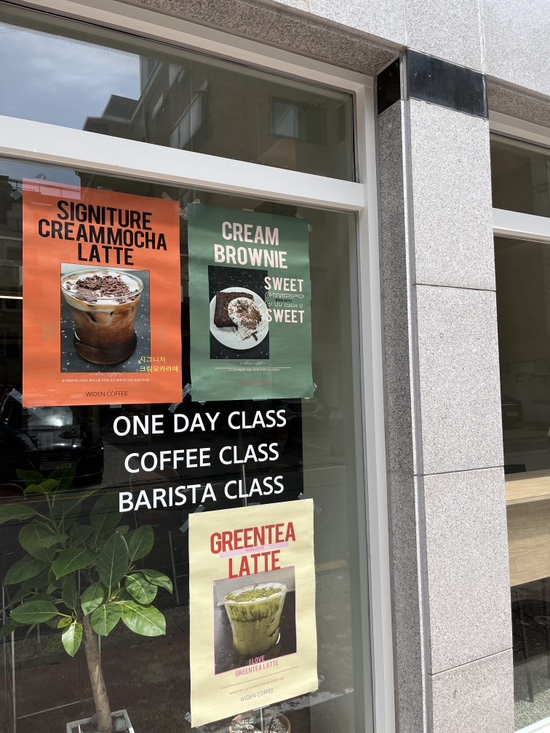 SIGNITURE
CREAMMOCHA
LATTE
시그니처
크림모카라떼
WIDEN COFFEE
CREAM
BROWNIE
SWEET
SWEET
ONE DAY CLASS
COFFEE CLASS
BARISTA CLASS
GREENTEA
LATTE
I LOVE
GREENTEA LATTE
WIDEN COFFEE